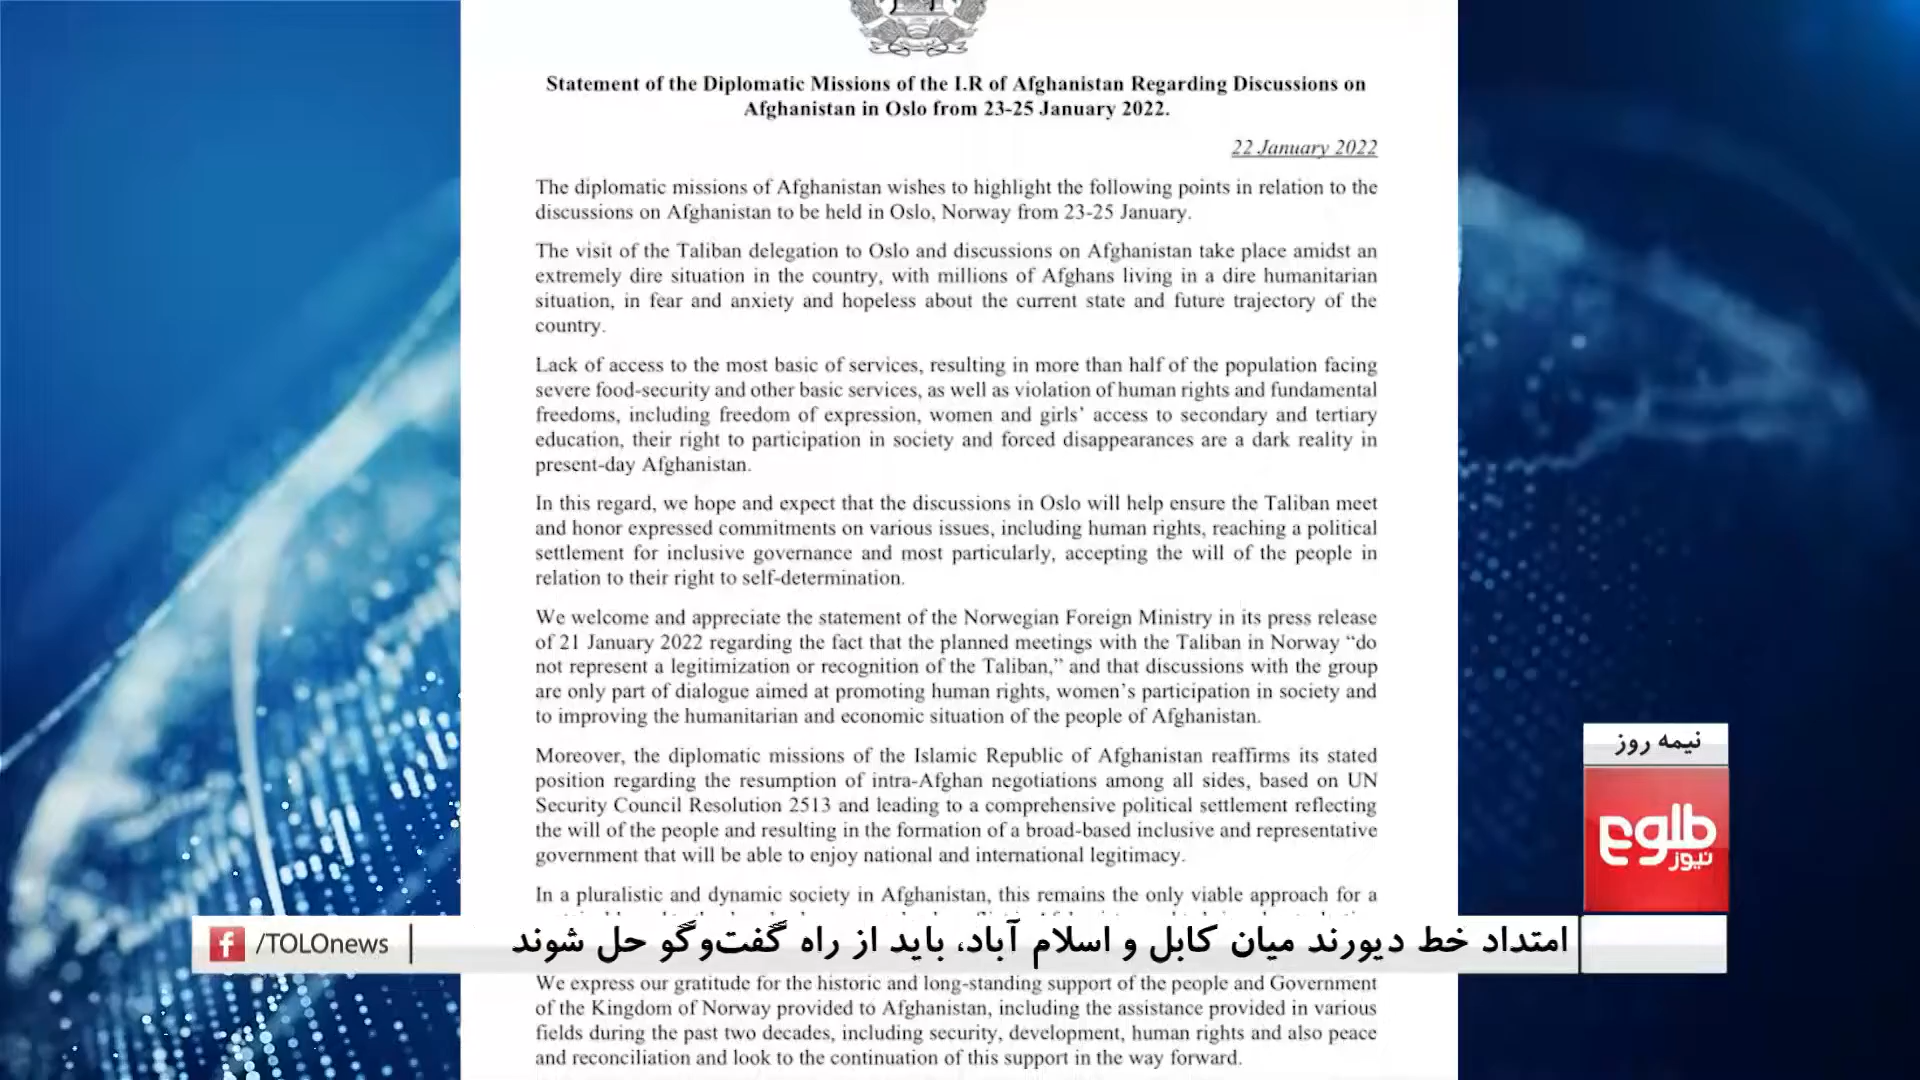 Statement of the Diplomatic Missions of the I.R of Afghanistan Regarding Discussions on
Afghanistan in Oslo from 23-25 January 2022.
22 January 2022
The diplomatic missions of Afghanistan wishes to highlight the following points in relation to the
discussions on Afghanistan to be held in Oslo, Norway from 23-25 January.
The visit of the Taliban delegation to Oslo and discussions on Afghanistan take place amidst an
extremely dire situation in the country, with millions of Afghans living in a dire humanitarian
situation, in fear and anxiety and hopeless about the current state and future trajectory of the
country.
Lack of access to the most basic of services, resulting in more than half of the population facing
severe food-security and other basic services, as well as violation of human rights and fundamental
freedoms, including freedom of expression, women and girls' access to secondary and tertiary
education, their right to participation in society and forced disappearances are a dark reality in
present-day Afghanistan.
In this regard, we hope and expect that the discussions in Oslo will help ensure the Taliban meet
and honor expressed commitments on various issues, including human rights, reaching a political
settlement for inclusive governance and most particularly, accepting the will of the people in
relation to their right to self-determination.
We welcome and appreciate the statement of the Norwegian Foreign Ministry in its press release
of 21 January 2022 regarding the fact that the planned meetings with the Taliban in Norway “do
not represent a legitimization or recognition of the Taliban,” and that discussions with the group
are only part of dialogue aimed at promoting human rights, women's participation in society and
to improving the humanitarian and economic situation of the people of Afghanistan.
Moreover, the diplomatic missions of the Islamic Republic of Afghanistan reaffirms its stated
position regarding the resumption of intra-Afghan negotiations among all sides, based on UN
Security Council Resolution 2513 and leading to a comprehensive political settlement reflecting
the will of the people and resulting in the formation of a broad-based inclusive and representative
government that will be able to enjoy national and international legitimacy.
In a pluralistic and dynamic society in Afghanistan, this remains the only viable approach for a
We express our gratitude for the historic and long-standing support of the people and Government
of the Kingdom of Norway provided to Afghanistan, including the assistance provided in various
fields during the past two decades, including security, development, human rights and also peace
and reconciliation and look to the continuation of this support in the way forward.
نیمه روز
طلوع
نیوز
/TOLOnews
امتداد خط دیورند میان کابل و اسلام آباد، باید از راه گفت‌وگو حل شوند